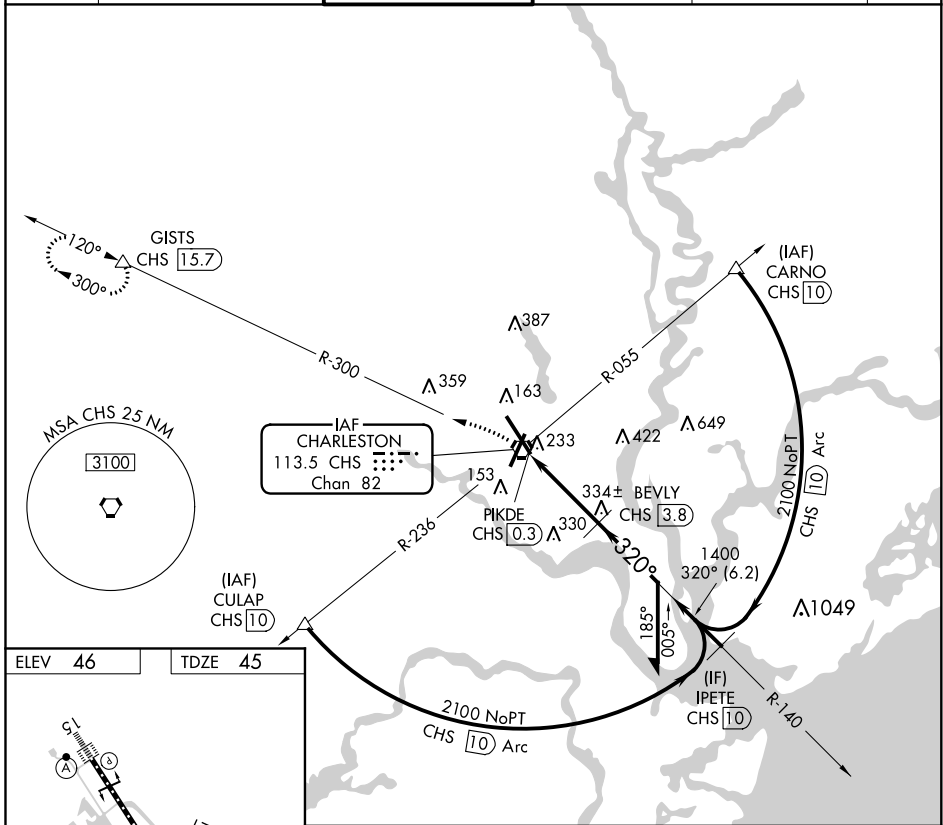 GISTS
CHS 15.7
120°
300°
(IAF)
CARNO
CHS 10
387
R-300
R-055
359
163
MSA CHS 25 NM
3100
IAF
CHARLESTON
113.5 CHS
Chan 82
233
422
649
153
334± BEVLY
CHS 3.8
PIKDE
CHS 0.3
330
2100 NoPT
CHS 10 Arc
R-236
320°
1400
320° (6.2)
(IAF)
CULAP
CHS 10
185°
005°
1049
ELEV 46
TDZE 45
(IF)
IPETE
CHS 10
R-140
2100 NoPT
CHS 10 Arc
15
A
P